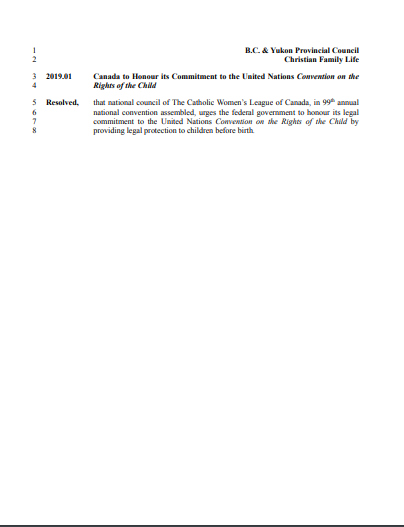 1 B.C. & Yukon Provincial Council
2 Christian Family Life
3 2019.01 Canada to Honour its Commitment to the United Nations Convention on the
4 Rights of the Child
5 Resolved, that national council of The Catholic Women's League of Canada, in 99th annual
6 national convention assembled, urges the federal government to honour its legal
7 commitment to the United Nations Convention on the Rights of the Child by
8 providing legal protection to children before birth.